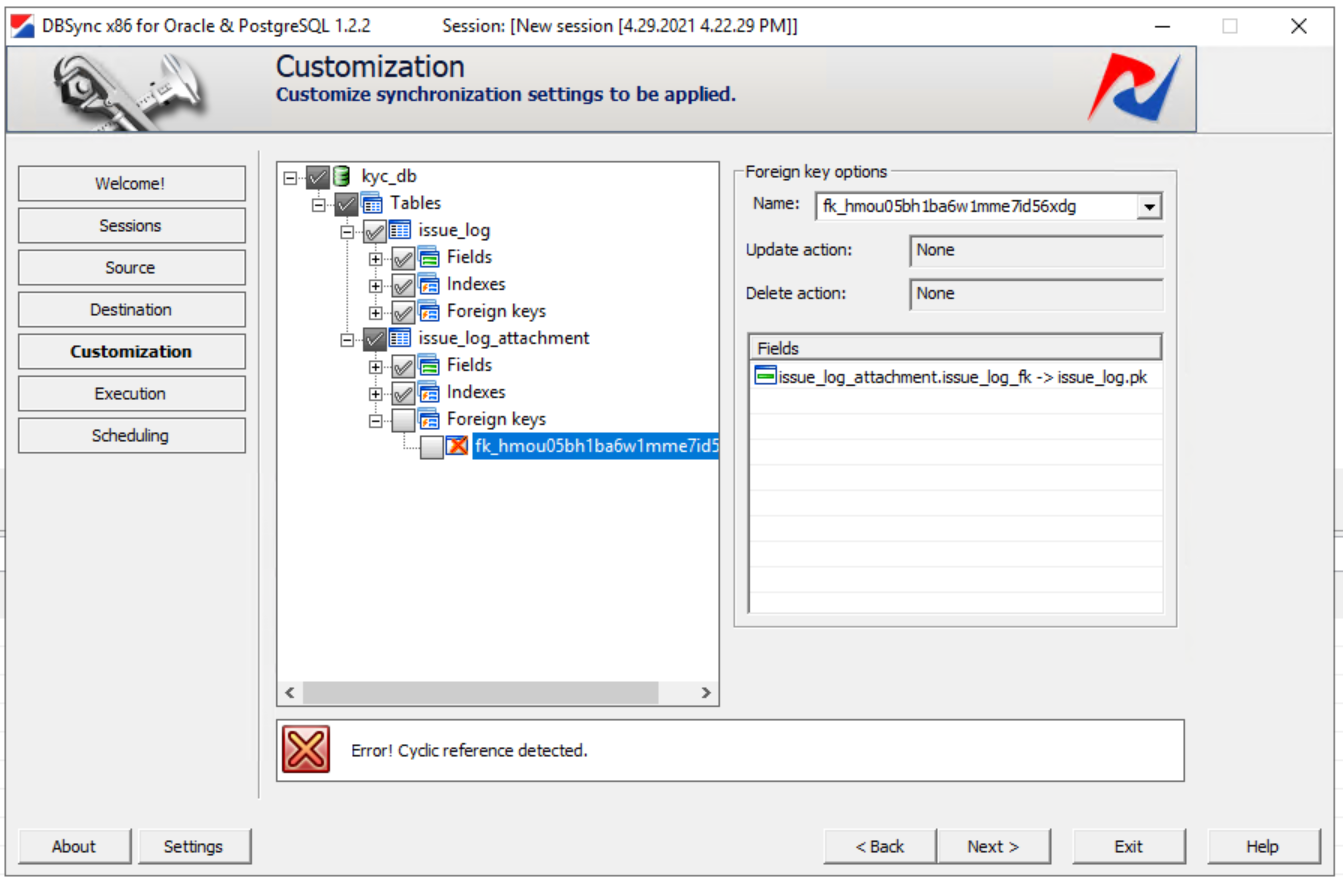 DBSync x86 for Oracle & PostgreSQL 1.2.2 Session: [New session [4.29.2021 4.22.29 PM]]
Customization
Customize synchronization settings to be applied.
Welcome!
Sessions
Source
Destination
Customization
Execution
Scheduling
kyc_db
Tables
issue_log
Fields
Indexes
Foreign keys
issue_log_attachment
Fields
Indexes
Foreign keys
fk_hmou05bh1ba6w1mme7id5
Foreign key options
Name: fk_hmou05bh1ba6w1mme7id56xdg
Update action: None
Delete action: None
Fields
issue_log_attachment.issue_log_fk -> issue_log.pk
Error! Cyclic reference detected.
About Settings < Back Next > Exit Help